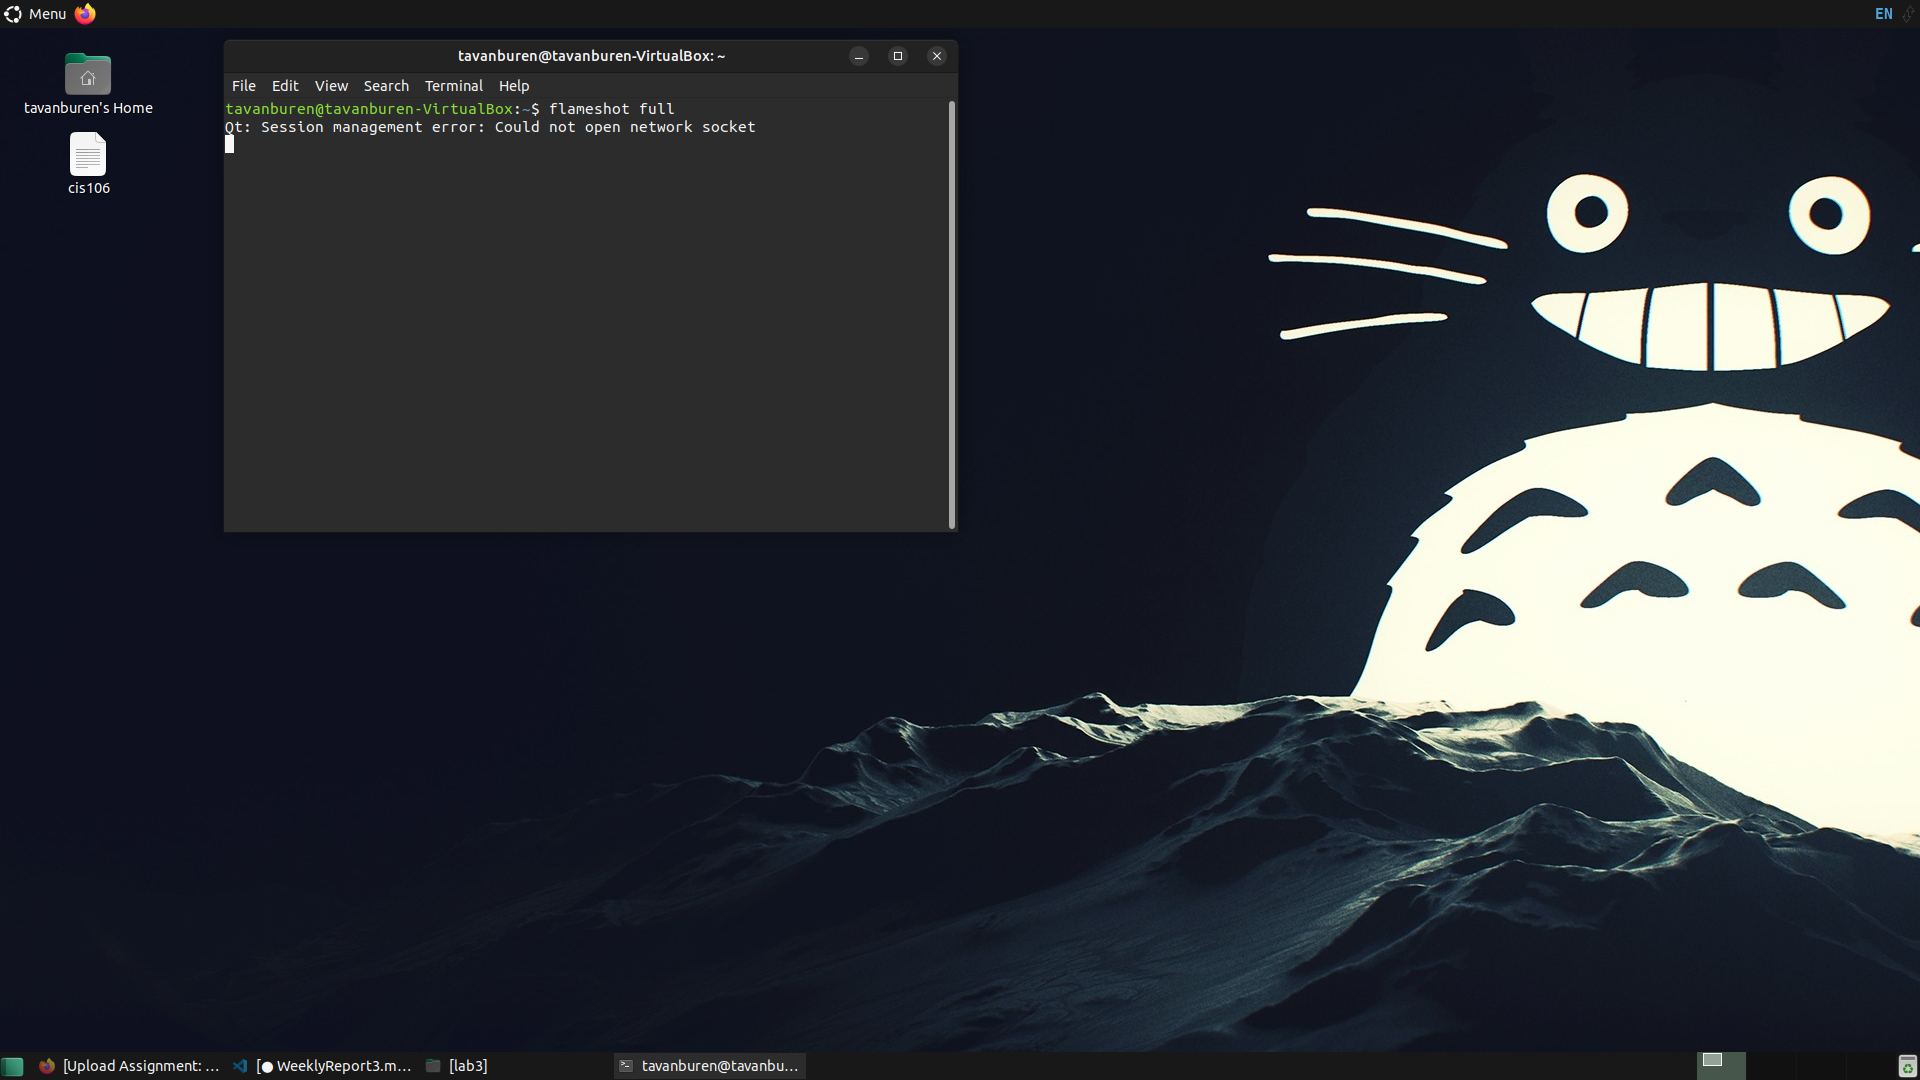 Menu
EN
tavanburen's Home
cis106
tavanburen@tavanburen-VirtualBox: ~
File Edit View Search Terminal Help
tavanburen@tavanburen-VirtualBox:~$ flameshot full
Qt: Session management error: Could not open network socket
[Upload Assignment: ...
[● WeeklyReport3.m...
[lab3]
tavanburen@tavanbu...